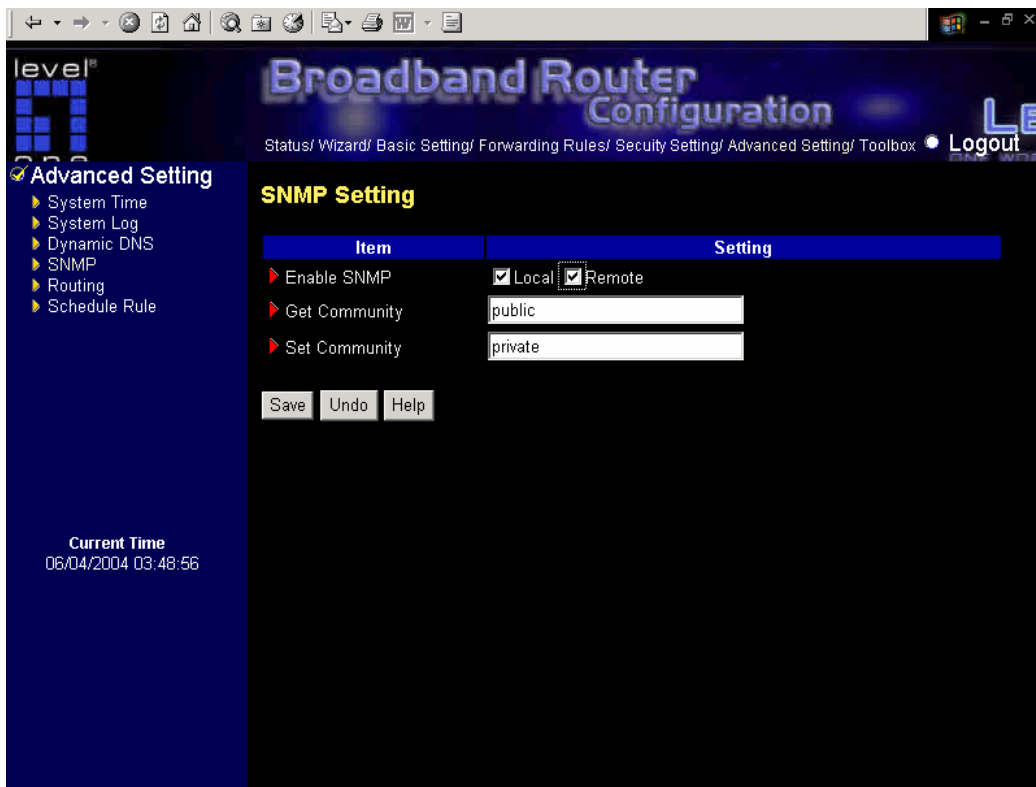 level®
one
Broadband Router
Configuration
Status/ Wizard/ Basic Setting/ Forwarding Rules/ Secuity Setting/ Advanced Setting/ Toolbox
Logout
Advanced Setting
System Time
System Log
Dynamic DNS
SNMP
Routing
Schedule Rule
Current Time
06/04/2004 03:48:56
SNMP Setting
Item Setting
Enable SNMP Local Remote
Get Community public
Set Community private
Save Undo Help